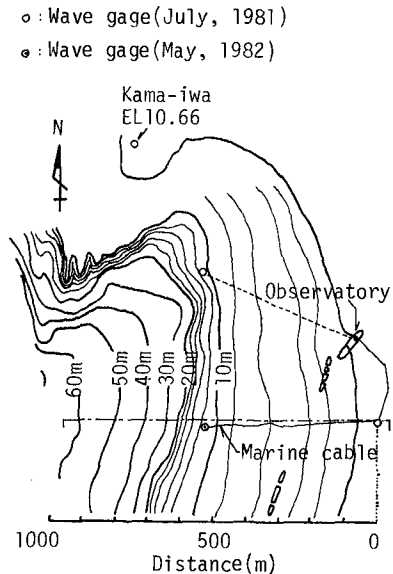 ○ : Wave gage(July, 1981)
◉ : Wave gage(May, 1982)
Kama-iwa
EL10.66
N
Observatory
60m
50m
40m
30m
20m
10m
Marine cable
1000
500
0
Distance(m)